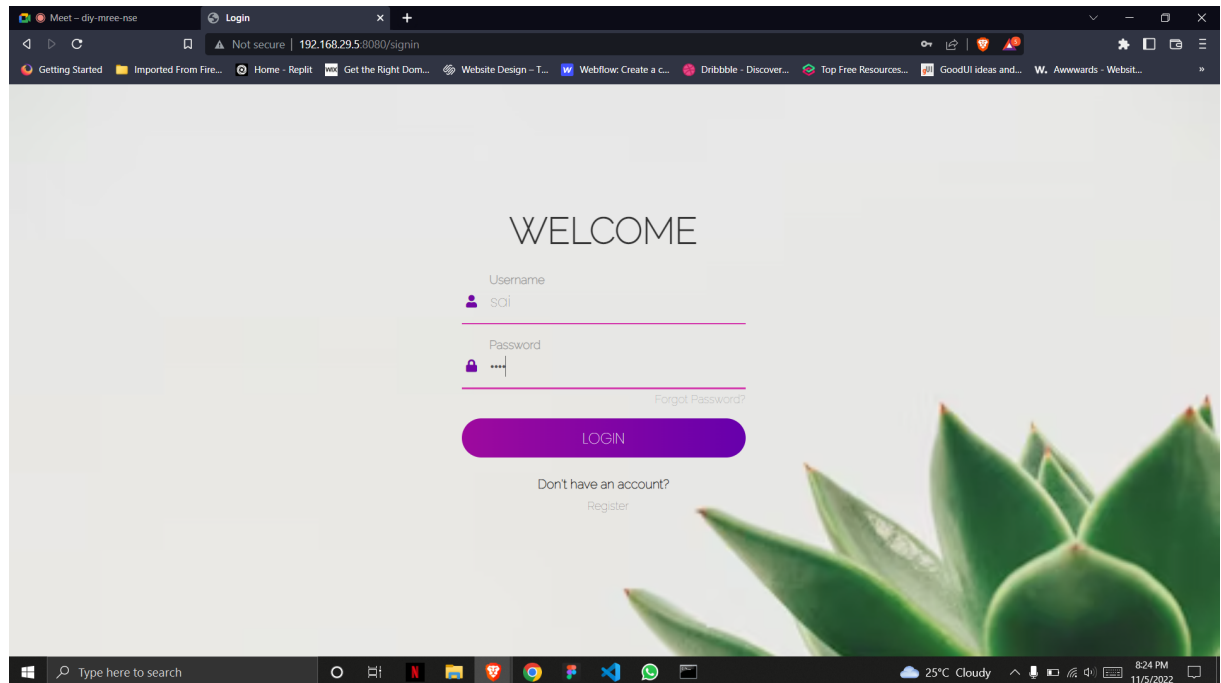 Meet – diy-mree-nse
Login
Not secure | 192.168.29.5:8080/signin
Getting Started Imported From Fire... Home - Replit WIX Get the Right Dom... Website Design – T... W Webflow: Create a c... Dribbble - Discover... Top Free Resources... gUI GoodUI ideas and... W. Awwwards - Websit... »
WELCOME
Username
sai
Password
••••
Forgot Password?
LOGIN
Don't have an account?
Register
Type here to search
N
25°C Cloudy
8:24 PM
11/5/2022